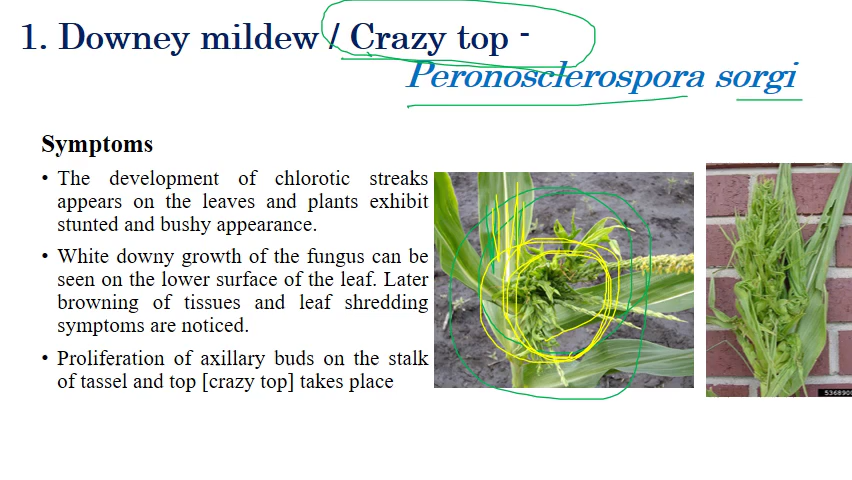 1. Downey mildew / Crazy top -
Peronosclerospora sorgi
Symptoms
• The development of chlorotic streaks
appears on the leaves and plants exhibit
stunted and bushy appearance.
• White downy growth of the fungus can be
seen on the lower surface of the leaf. Later
browning of tissues and leaf shredding
symptoms are noticed.
• Proliferation of axillary buds on the stalk
of tassel and top [crazy top] takes place